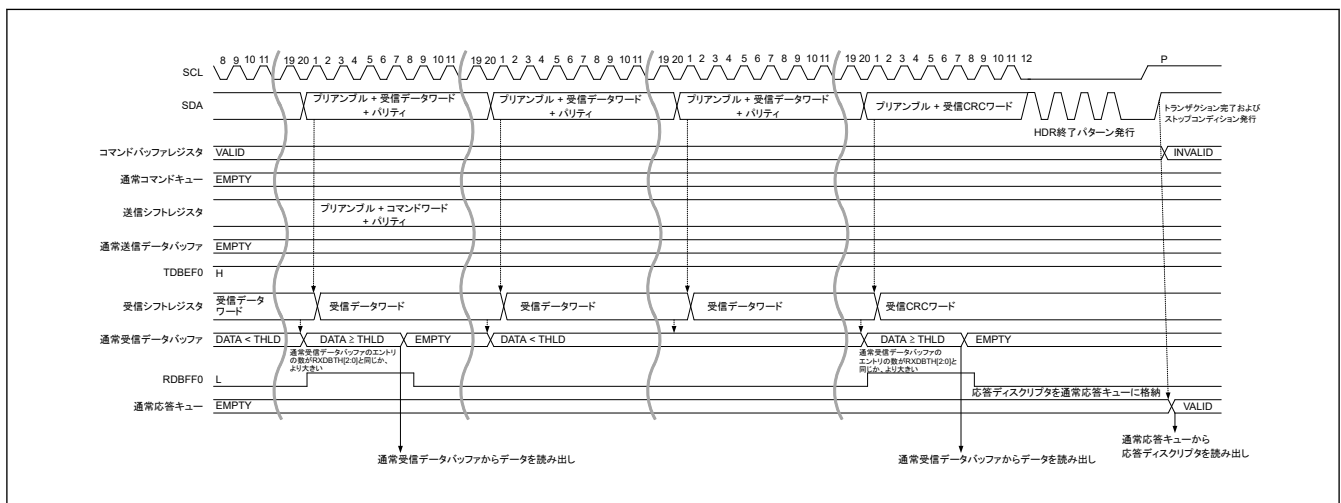 8 9 10 11 19 20 1 2 3 4 5 6 7 8 9 10 11 19 20 1 2 3 4 5 6 7 8 9 10 11 19 20 1 2 3 4 5 6 7 8 9 10 11 19 20 1 2 3 4 5 6 7 8 9 10 11 12 P
SCL
SDA プリアンブル + 受信データワード プリアンブル + 受信データワード プリアンブル + 受信データワード プリアンブル + 受信CRCワード トランザクション完了および
+ パリティ + パリティ + パリティ ストップコンディション発行
HDR終了パターン発行
コマンドバッファレジスタ VALID INVALID
通常コマンドキュー EMPTY
送信シフトレジスタ プリアンブル + コマンドワード
+ パリティ
通常送信データバッファ EMPTY
TDBEF0 H
受信シフトレジスタ 受信データ 受信データワード 受信データワード 受信データワード 受信CRCワード
ワード
通常受信データバッファ DATA < THLD DATA ≥ THLD EMPTY DATA < THLD DATA ≥ THLD EMPTY
通常受信データバッファのエントリ 通常受信データバッファの
の数がRXDBTH[2:0]と同じか、 エントリの数がRXDBTH[2:0]と
より大きい 同じか、より大きい
RDBFF0 L 応答ディスクリプタを通常応答キューに格納
通常応答キュー EMPTY VALID
通常応答キューから
応答ディスクリプタを読み出し
通常受信データバッファからデータを読み出し 通常受信データバッファからデータを読み出し